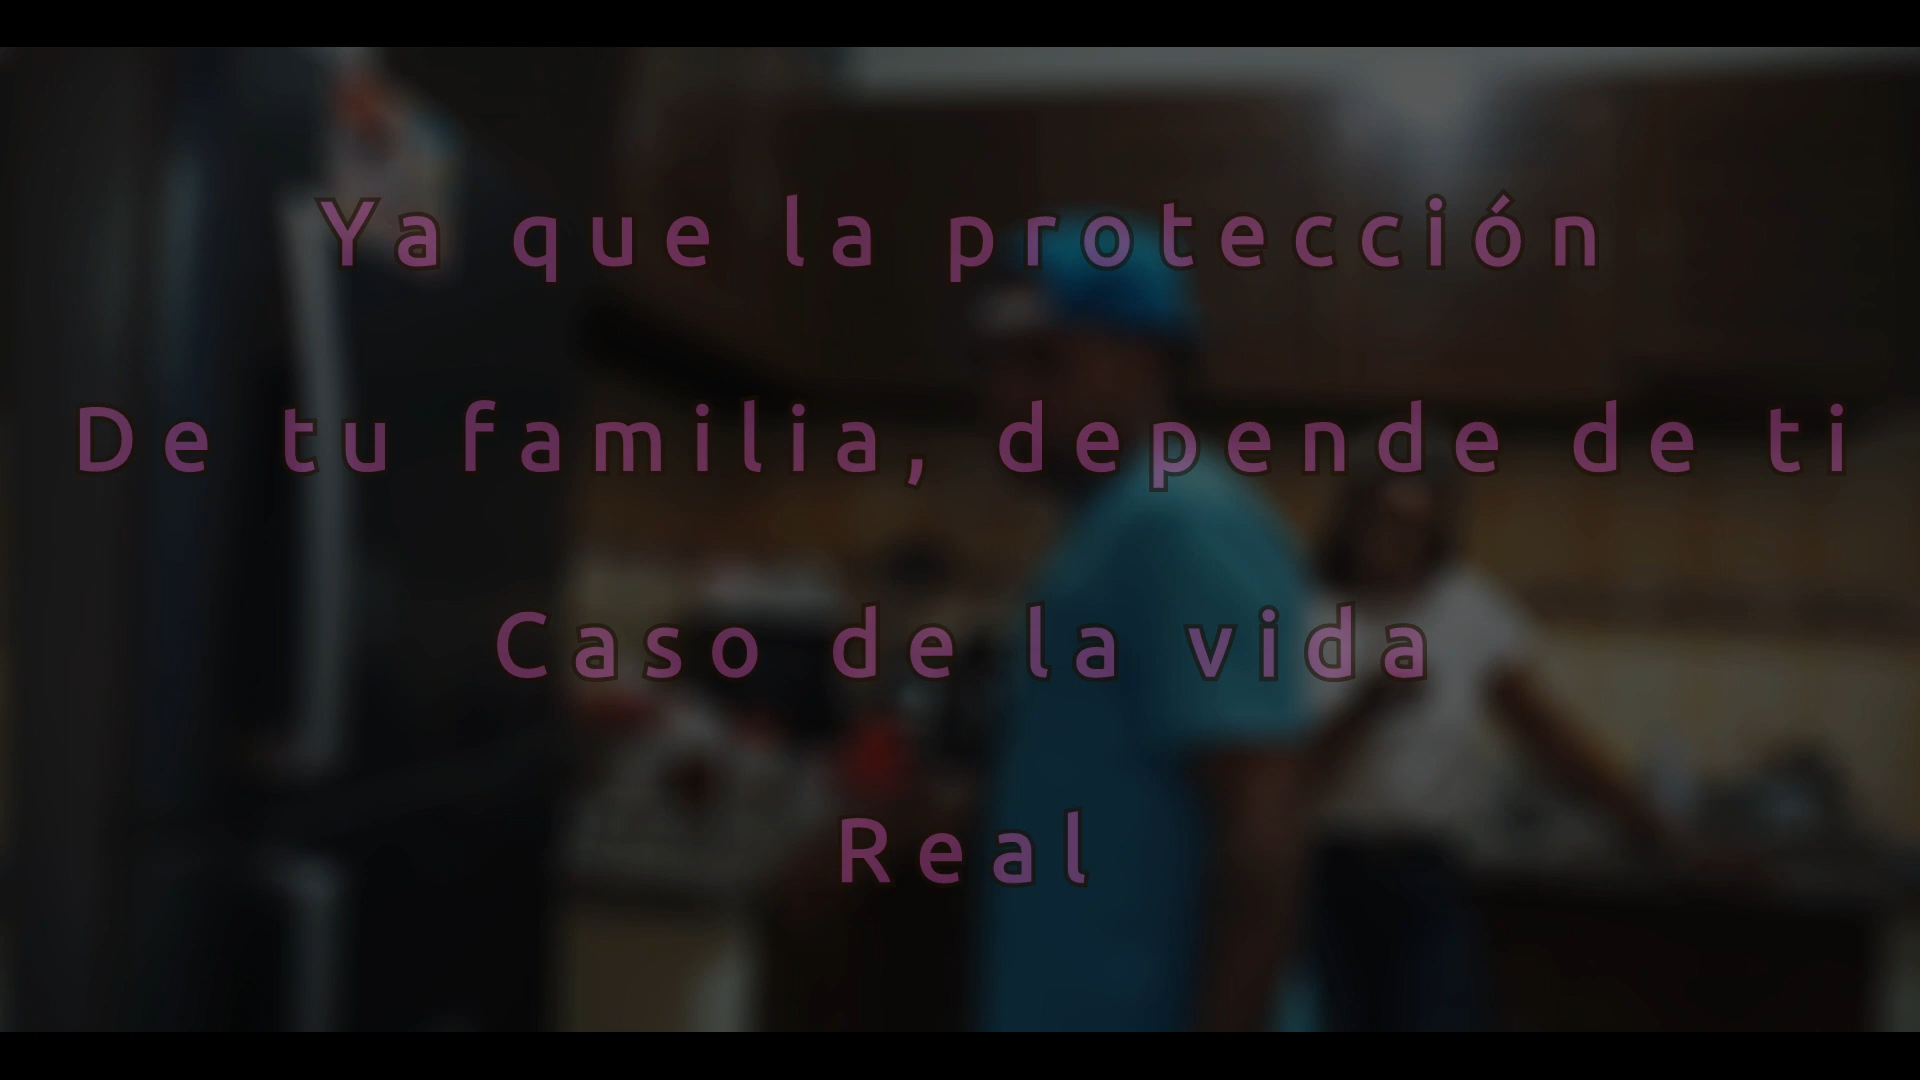 Ya que la protección
De tu familia, depende de ti
Caso de la vida
Real